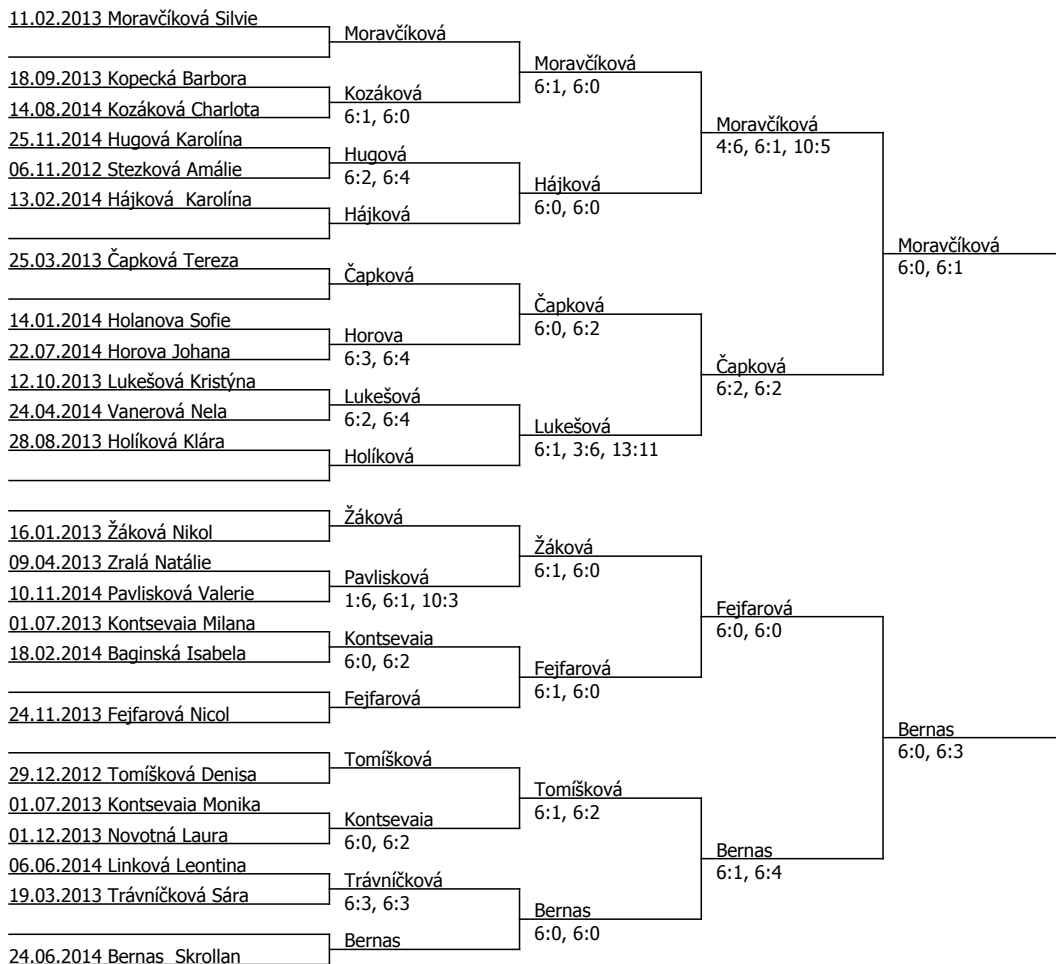 11.02.2013 Moravčíková Silvie
Moravčíková
Moravčíková
6:1, 6:0
18.09.2013 Kopecká Barbora
Kozáková
6:1, 6:0
14.08.2014 Kozáková Charlota
Moravčíková
4:6, 6:1, 10:5
25.11.2014 Hugová Karolína
Hugová
6:2, 6:4
06.11.2012 Stezková Amálie
Hájková
6:0, 6:0
13.02.2014 Hájková  Karolína
Hájková
Moravčíková
6:0, 6:1
25.03.2013 Čapková Tereza
Čapková
Čapková
6:0, 6:2
14.01.2014 Holanova Sofie
Horova
6:3, 6:4
22.07.2014 Horova Johana
Čapková
6:2, 6:2
12.10.2013 Lukešová Kristýna
Lukešová
6:2, 6:4
24.04.2014 Vanerová Nela
Lukešová
6:1, 3:6, 13:11
28.08.2013 Holíková Klára
Holíková
Žáková
16.01.2013 Žáková Nikol
Žáková
6:1, 6:0
09.04.2013 Zralá Natálie
Pavlisková
1:6, 6:1, 10:3
10.11.2014 Pavlisková Valerie
Fejfarová
6:0, 6:0
01.07.2013 Kontsevaia Milana
Kontsevaia
6:0, 6:2
18.02.2014 Baginská Isabela
Fejfarová
6:1, 6:0
Fejfarová
24.11.2013 Fejfarová Nicol
Bernas
6:0, 6:3
Tomíšková
29.12.2012 Tomíšková Denisa
Tomíšková
6:1, 6:2
01.07.2013 Kontsevaia Monika
Kontsevaia
6:0, 6:2
01.12.2013 Novotná Laura
Bernas
6:1, 6:4
06.06.2014 Linková Leontina
Trávníčková
6:3, 6:3
19.03.2013 Trávníčková Sára
Bernas
6:0, 6:0
Bernas
24.06.2014 Bernas  Skrollan